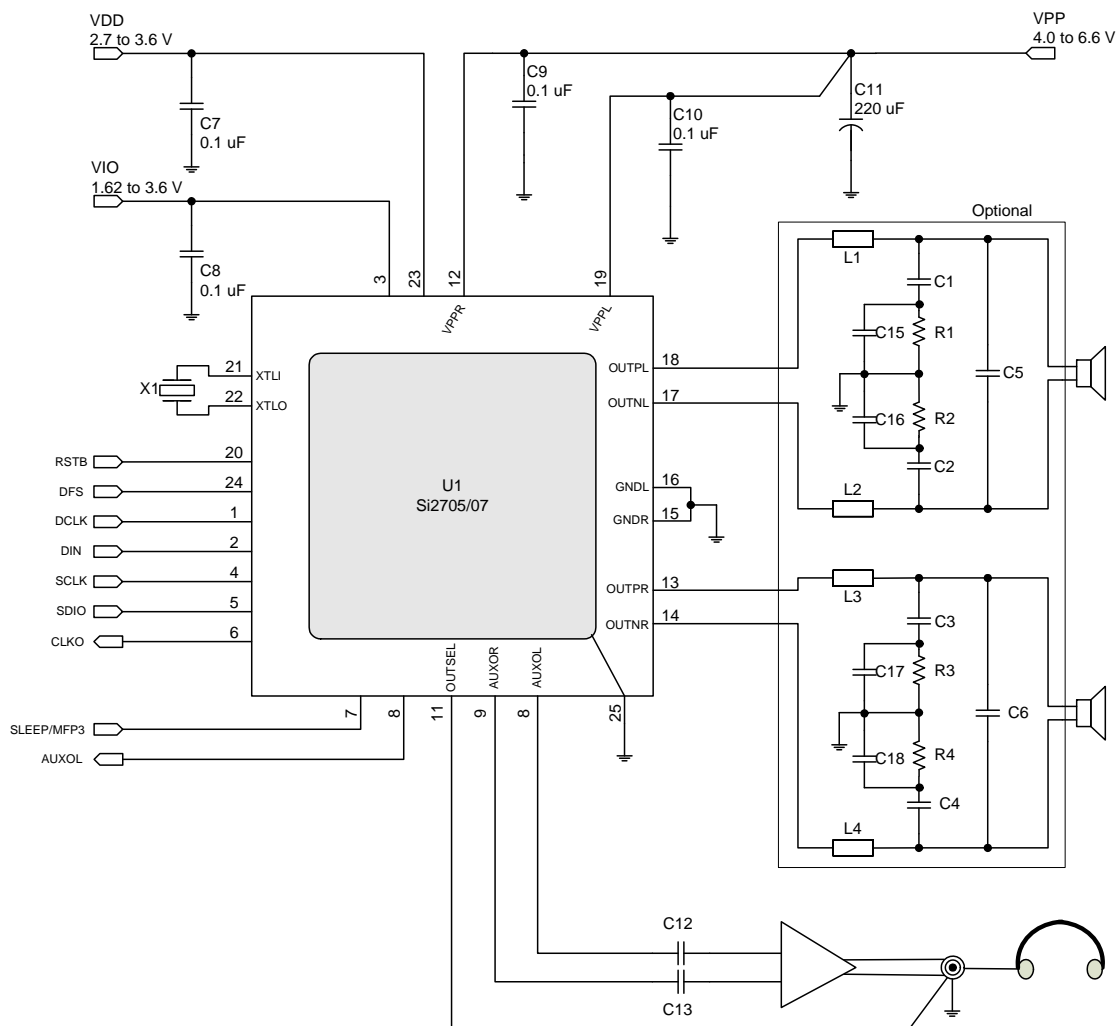 VDD
2.7 to 3.6 V
VPP
4.0 to 6.6 V
C7
0.1 uF
C9
0.1 uF
C10
0.1 uF
C11
220 uF
VIO
1.62 to 3.6 V
C8
0.1 uF
Optional
3
23
12
19
VPPR
VPPL
X1
21
XTLI
22
XTLO
RSTB
20
DFS
24
DCLK
1
DIN
2
SCLK
4
SDIO
5
CLKO
6
U1
Si2705/07
OUTPL
18
OUTNL
17
GNDL
16
GNDR
15
OUTPR
13
OUTNR
14
L1
C1
C15
R1
C5
C16
R2
C2
L2
L3
C3
C17
R3
C6
C18
R4
C4
L4
OUTSEL
AUXOR
AUXOL
7
8
11
9
8
25
SLEEP/MFP3
AUXOL
C12
C13